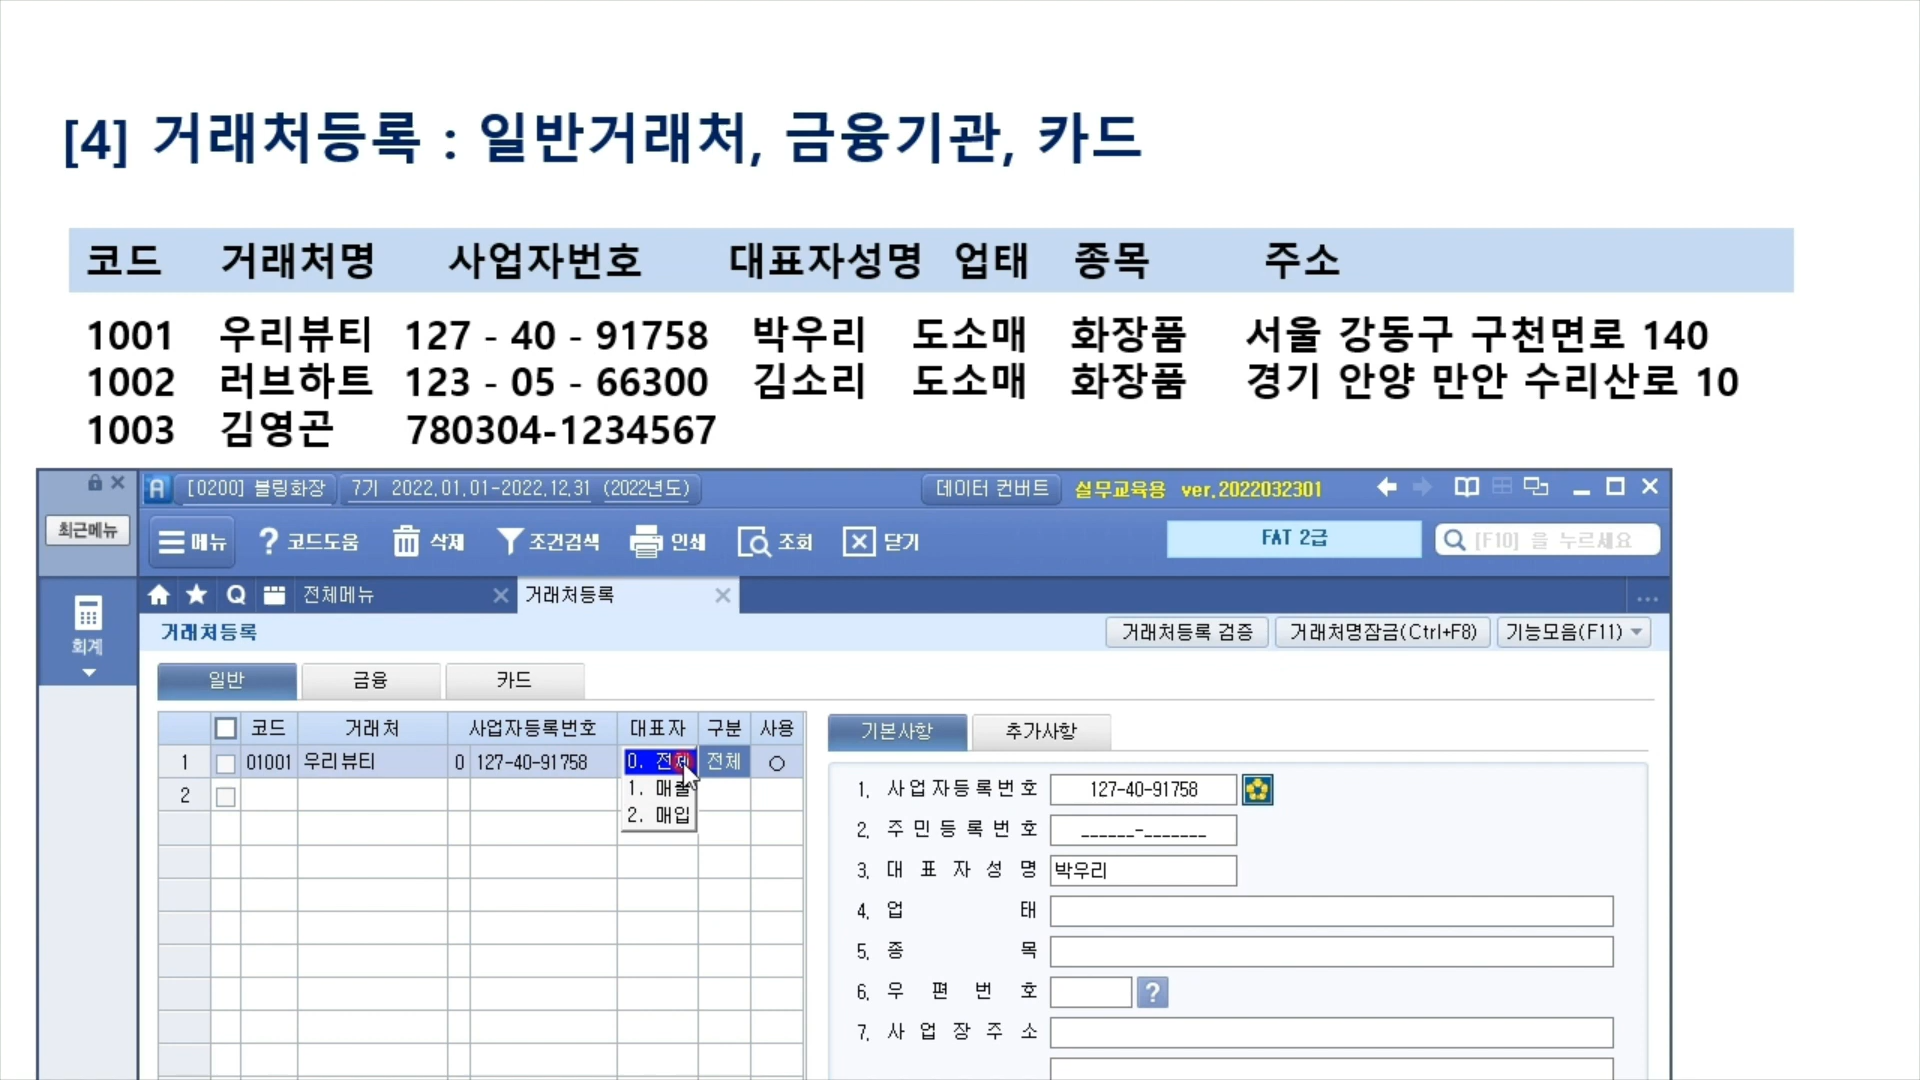 [4] 거래처등록 : 일반거래처, 금융기관, 카드
코드 거래처명 사업자번호 대표자성명 업태 종목 주소
1001 우리뷰티 127 - 40 - 91758 박우리 도소매 화장품 서울 강동구 구천면로 140
1002 러브하트 123 - 05 - 66300 김소리 도소매 화장품 경기 안양 만안 수리산로 10
1003 김영곤 780304-1234567
[0200] 블링화장 7기 2022.01.01-2022.12.31 (2022년도) 데이터 컨버트 실무교육용 ver.2022032301
최근메뉴
메뉴 ? 코드도움 삭제 조건검색 인쇄 조회 닫기 FAT 2급 [F10] 을 누르세요
전체메뉴 거래처등록 ...
회계
거래처등록 거래처등록 검증 거래처명잠금(Ctrl+F8) 기능모음(F11)
일반 금융 카드
코드 거래처 사업자등록번호 대표자 구분 사용
1 01001 우리뷰티 0 127-40-91758 0. 전체 전체 ○
1. 매출
2. 매입
2
기본사항 추가사항
1. 사업자등록번호 127-40-91758
2. 주민등록번호 ______-_______
3. 대표자성명 박우리
4. 업태
5. 종목
6. 우편번호 ?
7. 사업장주소